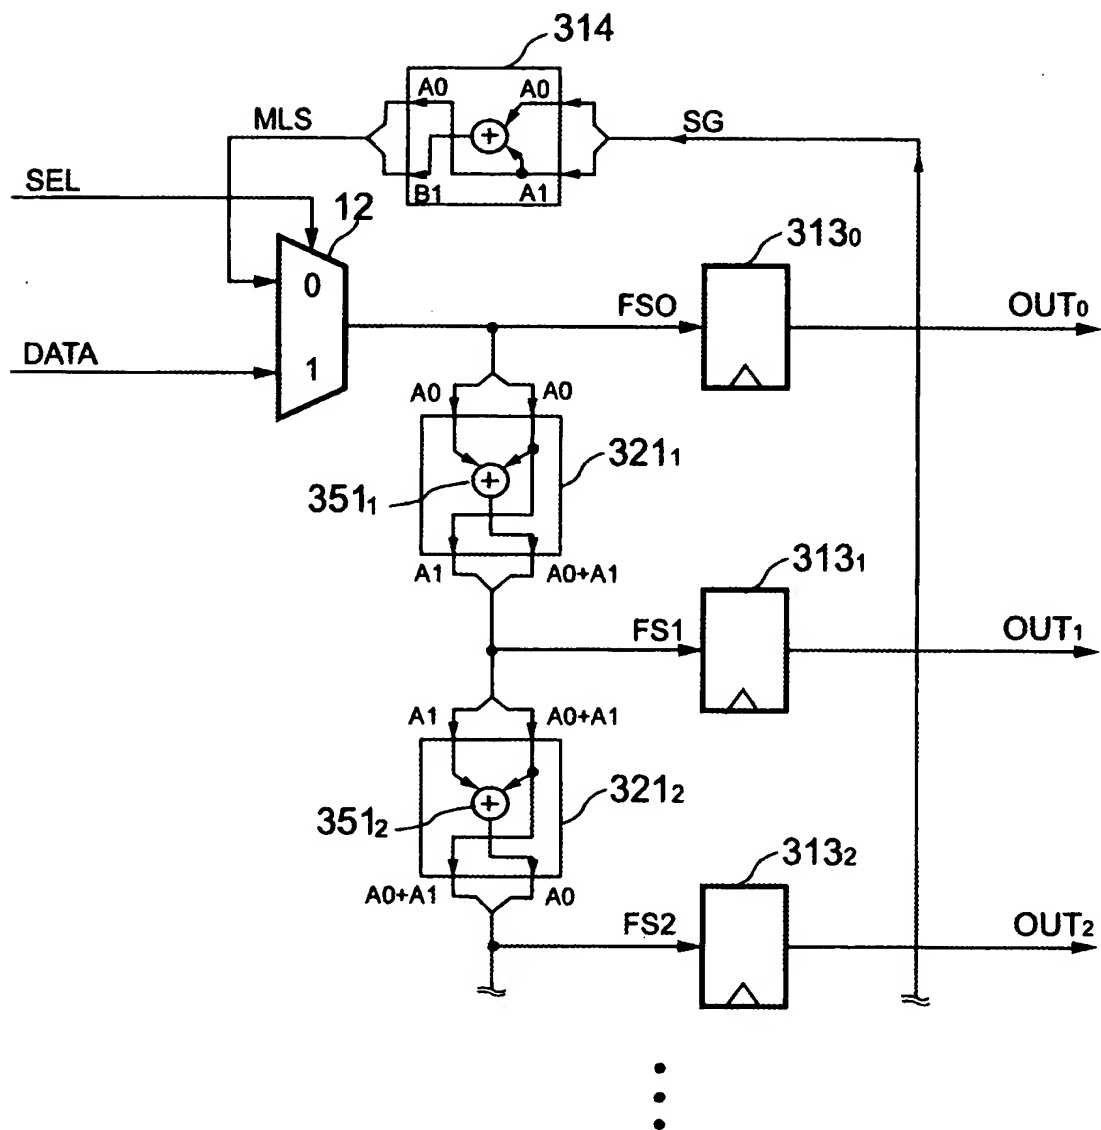 314
A0 A0
MLS
SG
B1 A1
SEL
12
0
313₀
FSO
OUT₀
DATA
1
A0 A0
+
321₁
351₁
A1 A0+A1
313₁
FS1
OUT₁
A1 A0+A1
+
321₂
351₂
A0+A1 A0
313₂
FS2
OUT₂